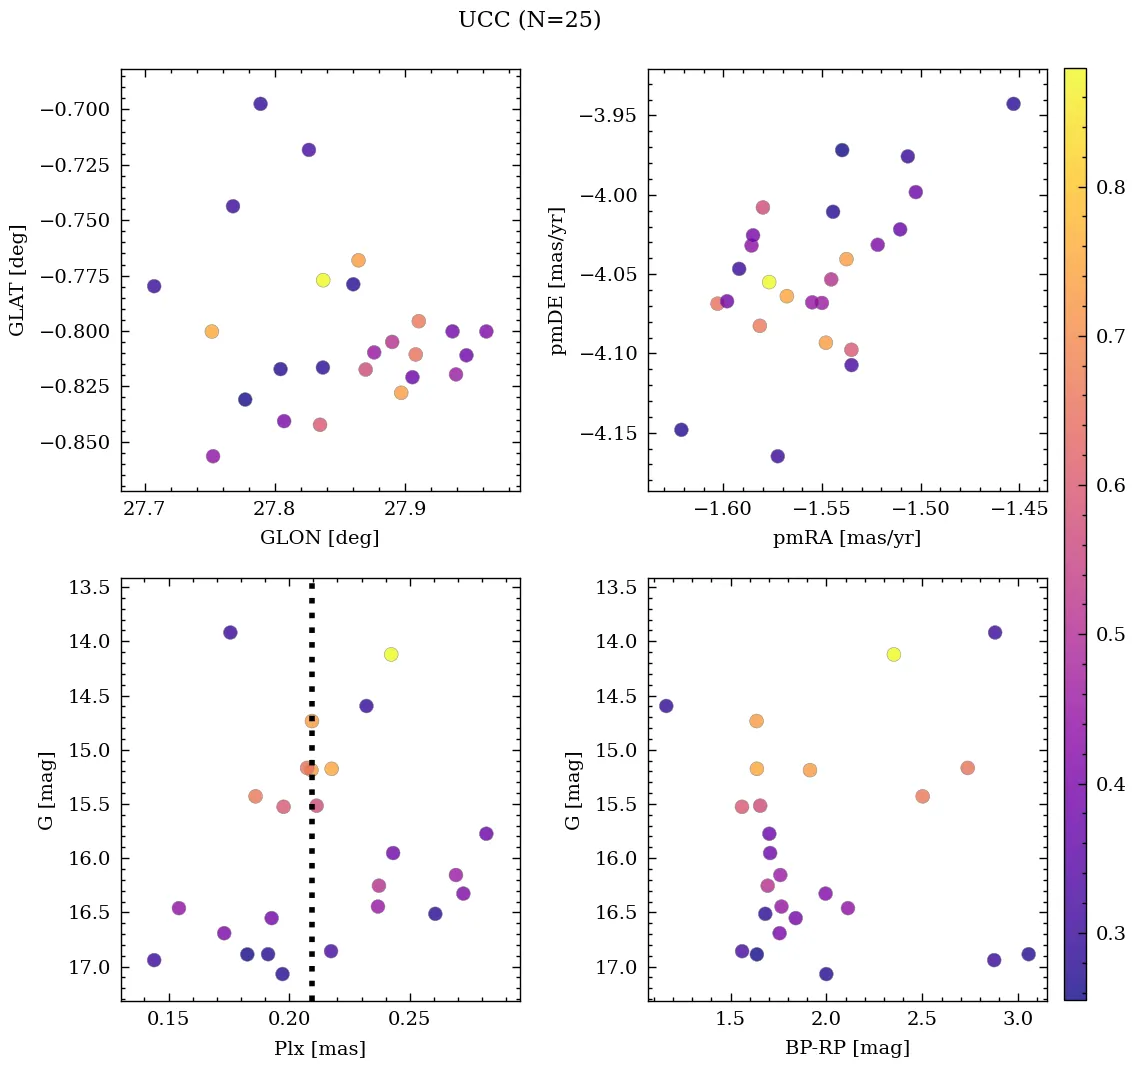 UCC (N=25)
−0.700
−0.725
−0.750
−0.775
−0.800
−0.825
−0.850
GLAT [deg]
27.7 27.8 27.9
GLON [deg]
−3.95
−4.00
−4.05
−4.10
−4.15
pmDE [mas/yr]
−1.60 −1.55 −1.50 −1.45
pmRA [mas/yr]
13.5
14.0
14.5
15.0
15.5
16.0
16.5
17.0
G [mag]
0.15 0.20 0.25
Plx [mas]
13.5
14.0
14.5
15.0
15.5
16.0
16.5
17.0
G [mag]
1.5 2.0 2.5 3.0
BP-RP [mag]
0.8
0.7
0.6
0.5
0.4
0.3